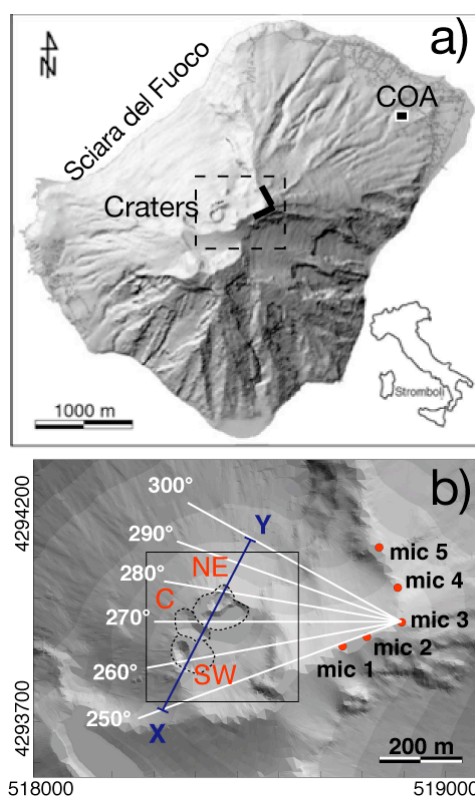 a)
N
Sciara del Fuoco
COA
Craters
Stromboli
1000 m
b)
4294200
4293700
300°
290°
280°
270°
260°
250°
Y
NE
C
SW
X
mic 5
mic 4
mic 3
mic 2
mic 1
200 m
518000
519000